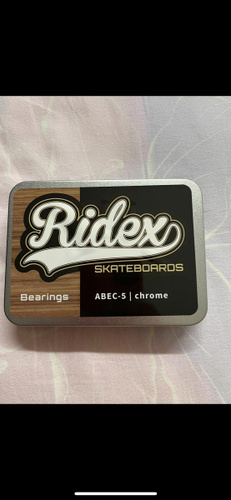 Ridex
SKATEBOARDS
Bearings
ABEC-5 | chrome